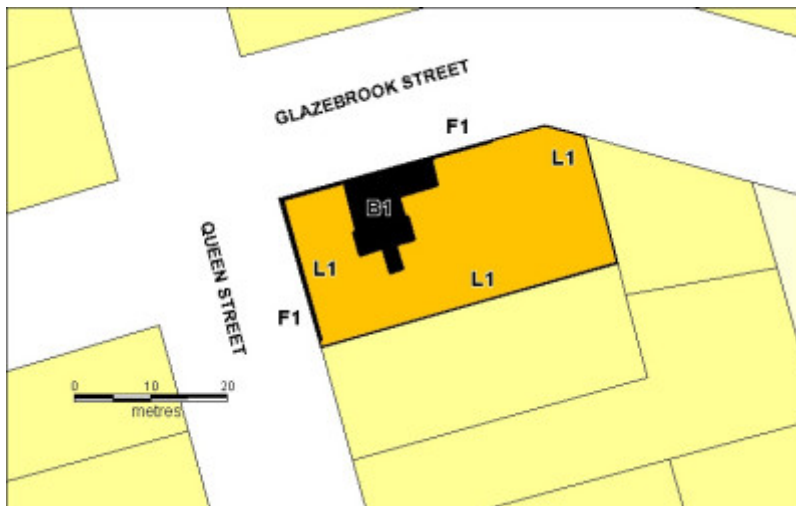 GLAZEBROOK STREET
F1
L1
B1
QUEEN STREET
L1
L1
F1
0 10 20
metres